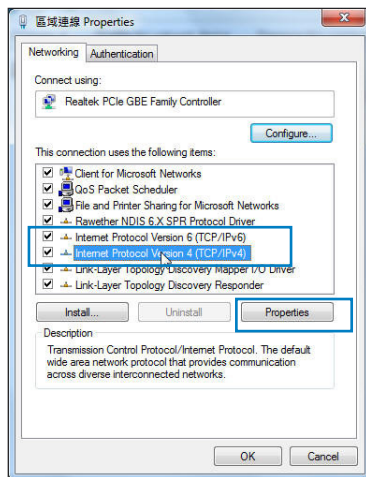 區域連線 Properties
Networking
Authentication
Connect using:
Realtek PCIe GBE Family Controller
Configure...
This connection uses the following items:
Client for Microsoft Networks
QoS Packet Scheduler
File and Printer Sharing for Microsoft Networks
Rawether NDIS 6.X SPR Protocol Driver
Internet Protocol Version 6 (TCP/IPv6)
Internet Protocol Version 4 (TCP/IPv4)
Link-Layer Topology Discovery Mapper I/O Driver
Link-Layer Topology Discovery Responder
Install...
Uninstall
Properties
Description
Transmission Control Protocol/Internet Protocol. The default
wide area network protocol that provides communication
across diverse interconnected networks.
OK
Cancel